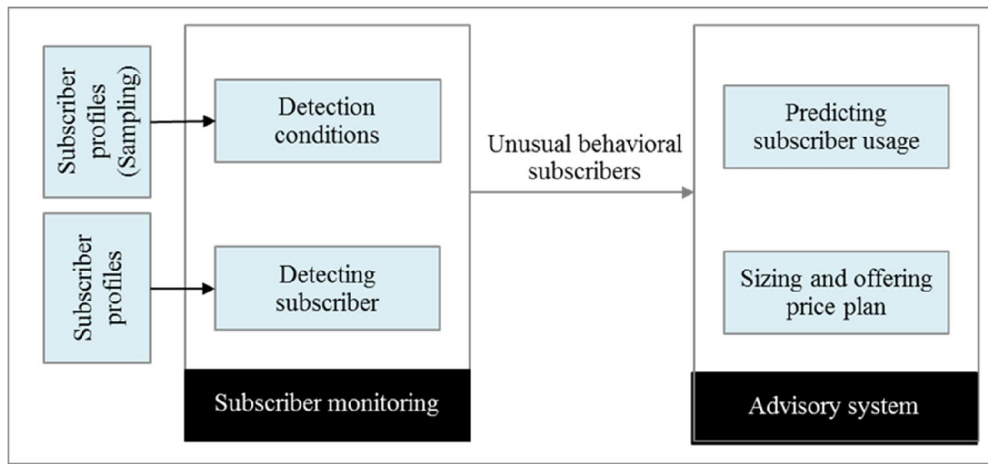 Subscriber
profiles
(Sampling)
Subscriber
profiles
Detection
conditions
Detecting
subscriber
Subscriber monitoring
Unusual behavioral
subscribers
Predicting
subscriber usage
Sizing and offering
price plan
Advisory system